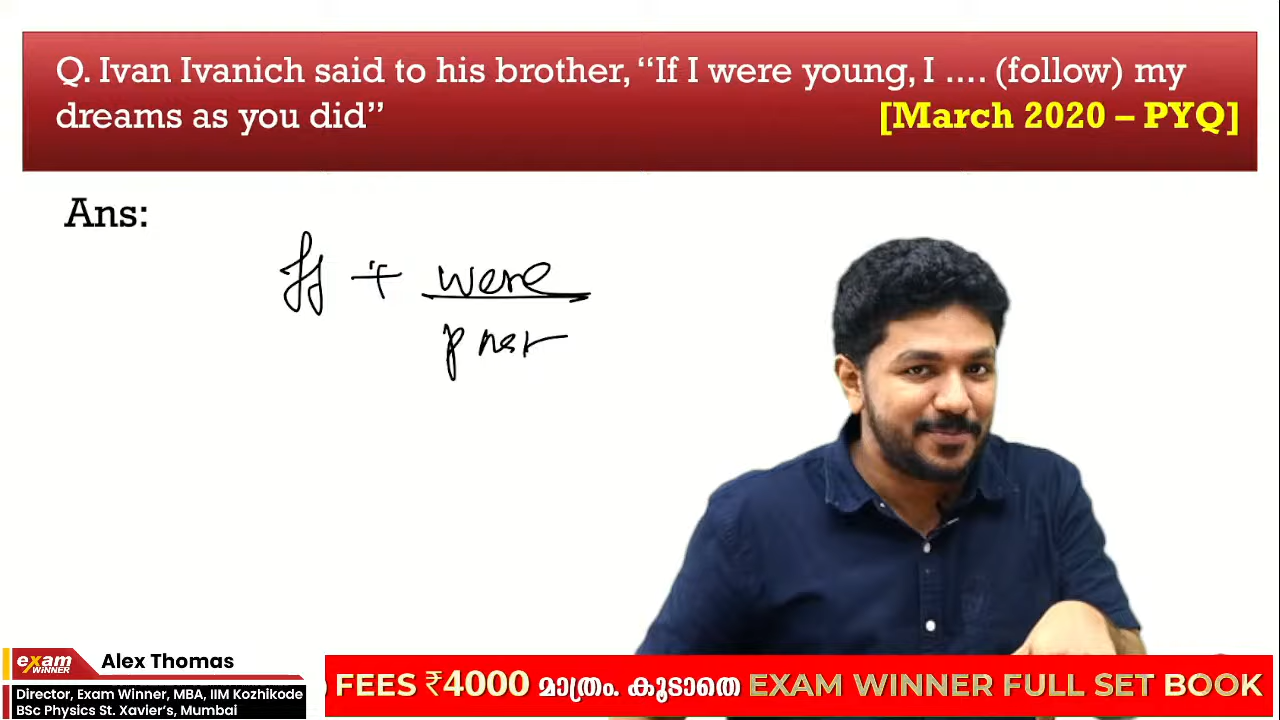 Q. Ivan Ivanich said to his brother, “If I were young, I .... (follow) my
dreams as you did”
[March 2020 – PYQ]
Ans:
If + were
past
exam
WINNER
Alex Thomas
Director, Exam Winner, MBA, IIM Kozhikode
BSc Physics St. Xavier’s, Mumbai
FEES ₹4000 മാത്രം. കൂടാതെ EXAM WINNER FULL SET BOOK